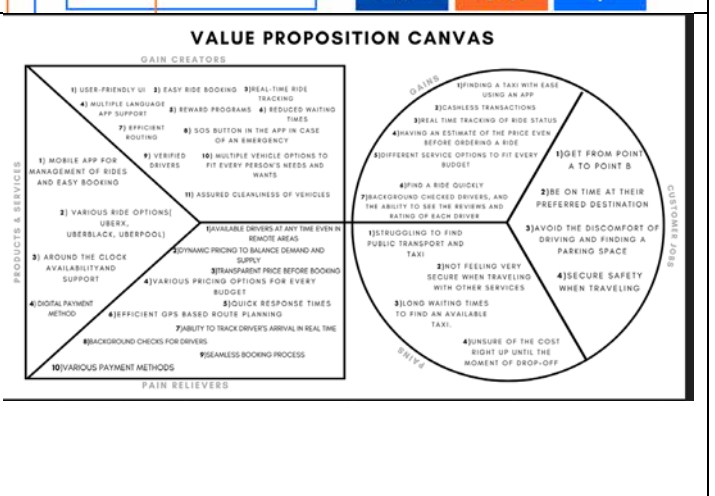 VALUE PROPOSITION CANVAS
GAIN CREATORS
1) USER-FRIENDLY UI 2) EASY RIDE BOOKING 3)REAL-TIME RIDE
TRACKING
4) MULTIPLE LANGUAGE
APP SUPPORT
5) REWARD PROGRAMS 6) REDUCED WAITING
TIMES
7) EFFICIENT
ROUTING
8) SOS BUTTON IN THE APP IN CASE
OF AN EMERGENCY
9) VERIFIED
DRIVERS
10) MULTIPLE VEHICLE OPTIONS TO
FIT EVERY PERSON'S NEEDS AND
WANTS
11) ASSURED CLEANLINESS OF VEHICLES
PRODUCTS & SERVICES
1) MOBILE APP FOR
MANAGEMENT OF RIDES
AND EASY BOOKING
2) VARIOUS RIDE OPTIONS(
UBERX,
UBERBLACK, UBERPOOL)
3) AROUND THE CLOCK
AVAILABILITYAND
SUPPORT
4)DIGITAL PAYMENT
METHOD
1)AVAILABLE DRIVERS AT ANY TIME EVEN IN
REMOTE AREAS
2)DYNAMIC PRICING TO BALANCE DEMAND AND
SUPPLY
3)TRANSPARENT PRICE BEFORE BOOKING
4)VARIOUS PRICING OPTIONS FOR EVERY
BUDGET
5)QUICK RESPONSE TIMES
6)EFFICIENT GPS BASED ROUTE PLANNING
7)ABILITY TO TRACK DRIVER'S ARRIVAL IN REAL TIME
8)BACKGROUND CHECKS FOR DRIVERS
9)SEAMLESS BOOKING PROCESS
10)VARIOUS PAYMENT METHODS
PAIN RELIEVERS
GAINS
1)FINDING A TAXI WITH EASE
USING AN APP
2)CASHLESS TRANSACTIONS
3)REAL TIME TRACKING OF RIDE STATUS
4)HAVING AN ESTIMATE OF THE PRICE EVEN
BEFORE ORDERING A RIDE
5)DIFFERENT SERVICE OPTIONS TO FIT EVERY
BUDGET
6)FIND A RIDE QUICKLY
7)BACKGROUND CHECKED DRIVERS, AND
THE ABILITY TO SEE THE REVIEWS AND
RATING OF EACH DRIVER
1)GET FROM POINT
A TO POINT B
2)BE ON TIME AT THEIR
PREFERRED DESTINATION
3)AVOID THE DISCOMFORT OF
DRIVING AND FINDING A
PARKING SPACE
4)SECURE SAFETY
WHEN TRAVELING
CUSTOMER JOBS
1)STRUGGLING TO FIND
PUBLIC TRANSPORT AND
TAXI
2)NOT FEELING VERY
SECURE WHEN TRAVELING
WITH OTHER SERVICES
3)LONG WAITING TIMES
TO FIND AN AVAILABLE
TAXI.
4)UNSURE OF THE COST
RIGHT UP UNTIL THE
MOMENT OF DROP-OFF
PAINS